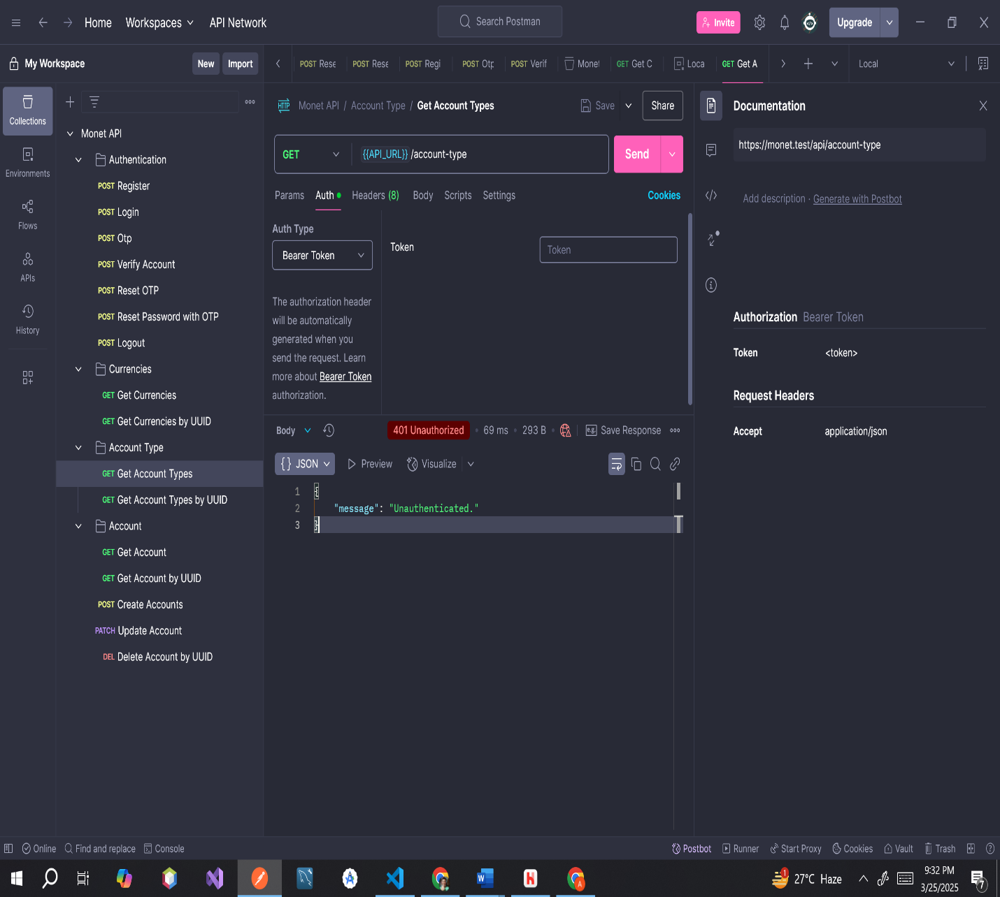 Home
Workspaces
API Network
Search Postman
Invite
Upgrade
My Workspace
New
Import
POST Rese
POST Rese
POST Regi
POST Otp
POST Verif
Monet
GET Get C
Loca
GET Get A
Local
Collections
Environments
Flows
APIs
History
Monet API
Authentication
POST Register
POST Login
POST Otp
POST Verify Account
POST Reset OTP
POST Reset Password with OTP
POST Logout
Currencies
GET Get Currencies
GET Get Currencies by UUID
Account Type
GET Get Account Types
GET Get Account Types by UUID
Account
GET Get Account
GET Get Account by UUID
POST Create Accounts
PATCH Update Account
DEL Delete Account by UUID
HTTP Monet API / Account Type / Get Account Types
Save
Share
GET
{{API_URL}} /account-type
Send
Params
Auth
Headers (8)
Body
Scripts
Settings
Cookies
Auth Type
Bearer Token
The authorization header
will be automatically
generated when you
send the request. Learn
more about Bearer Token
authorization.
Token
Token
Body
401 Unauthorized • 69 ms • 293 B •
e.g. Save Response
{} JSON
Preview
Visualize
1 {
2 "message": "Unauthenticated."
3 }
Documentation
https://monet.test/api/account-type
Add description · Generate with Postbot
Authorization Bearer Token
Token <token>
Request Headers
Accept application/json
Online
Find and replace
Console
Postbot
Runner
Start Proxy
Cookies
Vault
Trash
W
H
A
1
27°C Haze
9:32 PM
3/25/2025
7